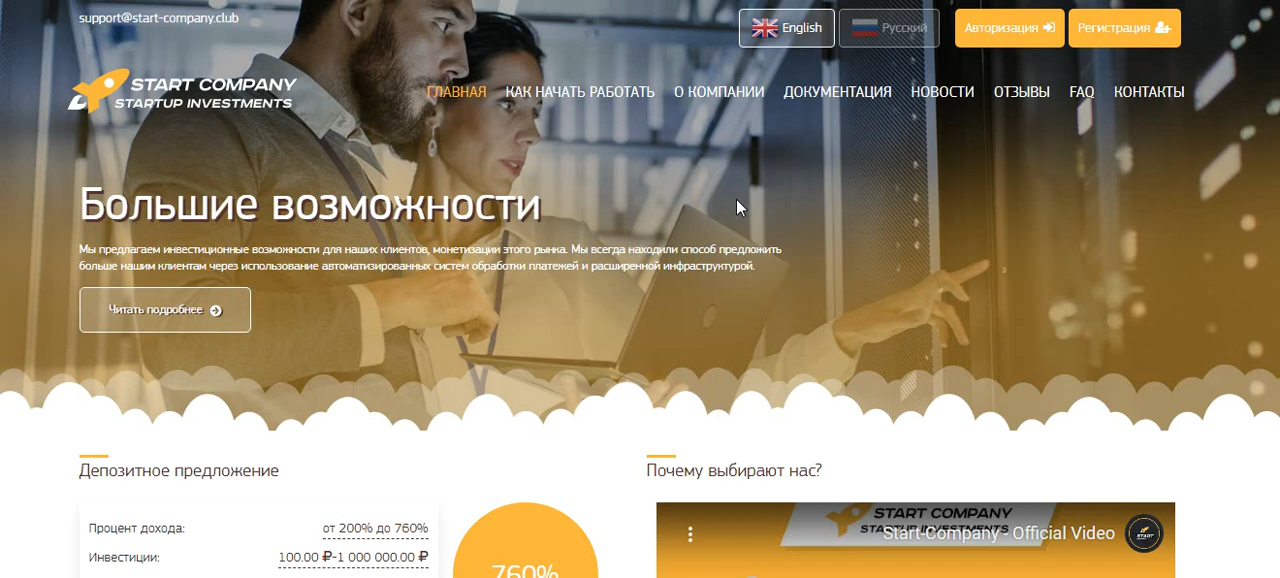 support@start-company.club
English
Русский
Авторизация
Регистрация
START COMPANY
STARTUP INVESTMENTS
ГЛАВНАЯ КАК НАЧАТЬ РАБОТАТЬ О КОМПАНИИ ДОКУМЕНТАЦИЯ НОВОСТИ ОТЗЫВЫ FAQ КОНТАКТЫ
Большие возможности
Мы предлагаем инвестиционные возможности для наших клиентов, монетизации этого рынка. Мы всегда находили способ предложить
больше нашим клиентам через использование автоматизированных систем обработки платежей и расширенной инфраструктурой.
Читать подробнее
Депозитное предложение
Процент дохода: от 200% до 760%
Инвестиции: 100.00 ₽-1 000 000.00 ₽
760%
Почему выбирают нас?
START COMPANY
STARTUP INVESTMENTS
Start-Company - Official Video
START